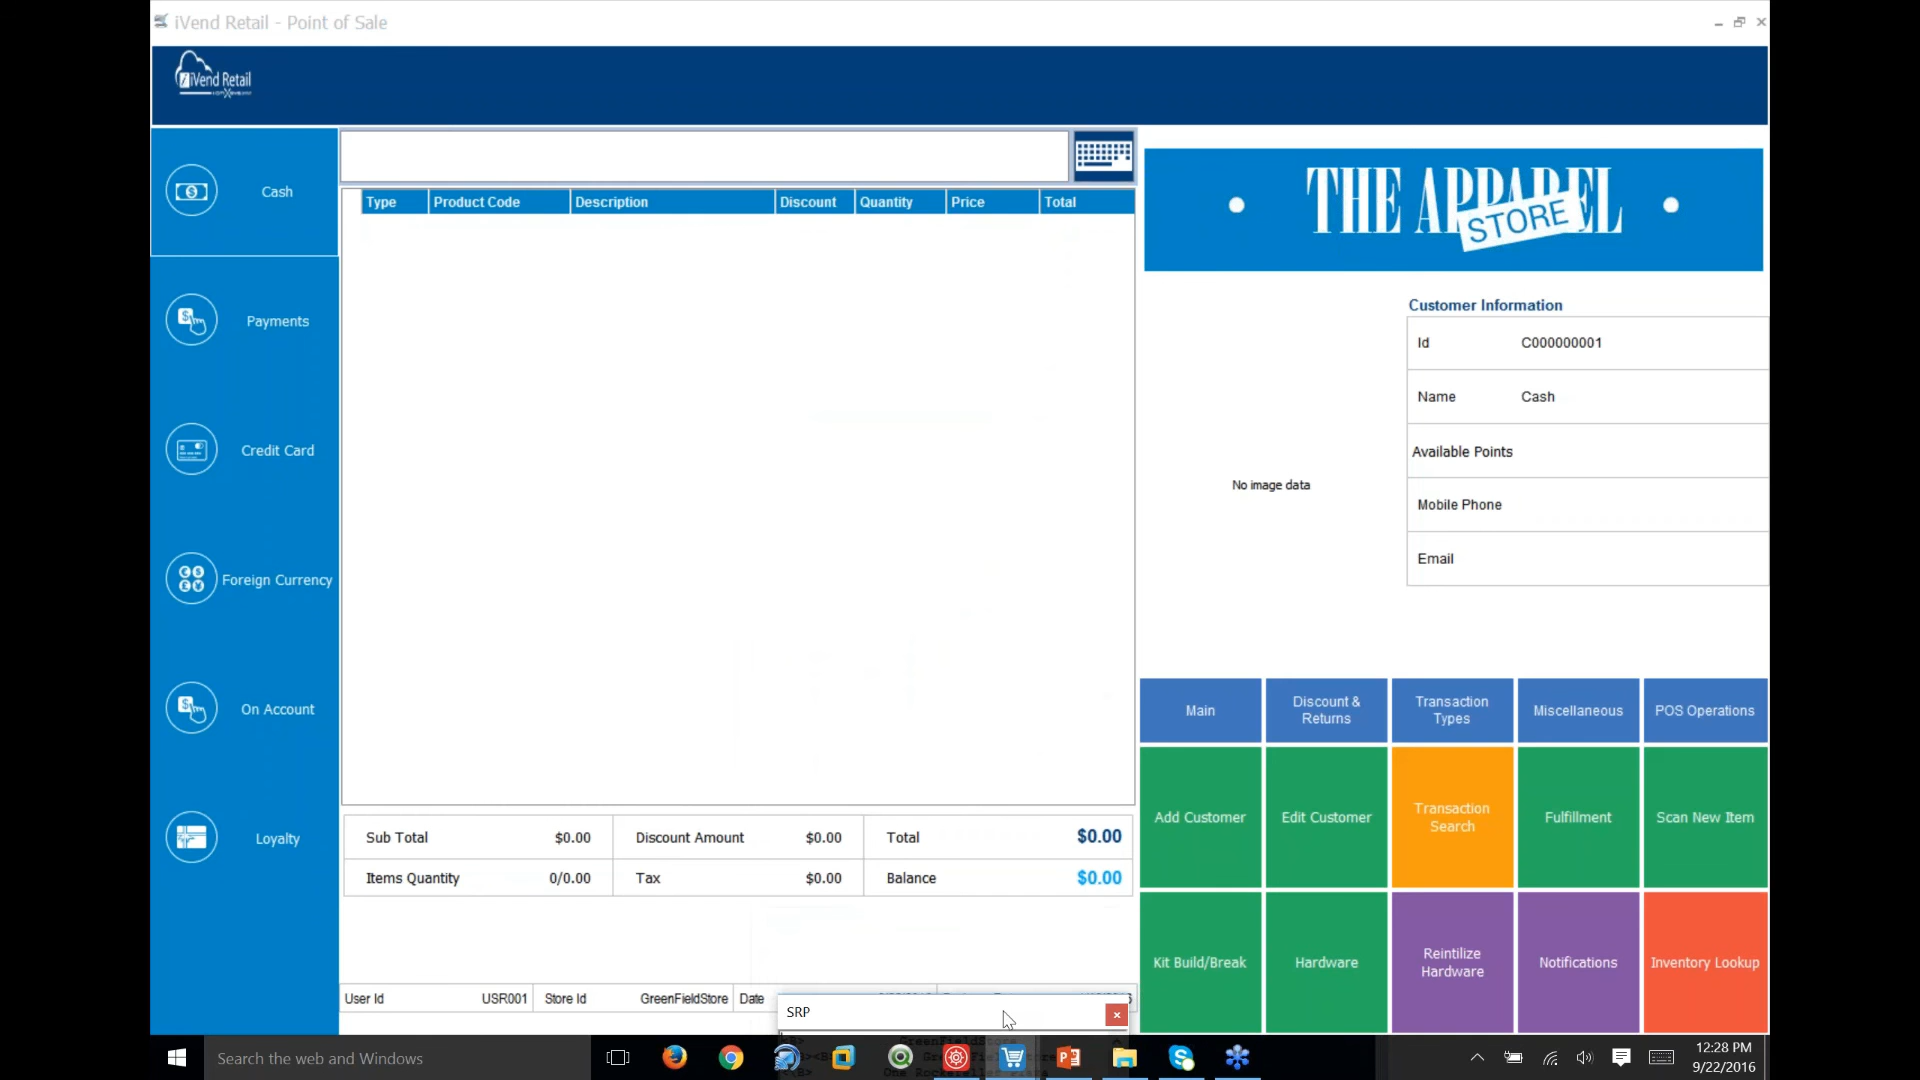 iVend Retail - Point of Sale
iVend Retail
Cash
Payments
Credit Card
Foreign Currency
On Account
Loyalty
Type Product Code Description Discount Quantity Price Total
Sub Total $0.00 Discount Amount $0.00 Total $0.00
Items Quantity 0/0.00 Tax $0.00 Balance $0.00
User Id USR001 Store Id GreenFieldStore Date
THE APPAREL
STORE
Customer Information
Id C000000001
Name Cash
Available Points
Mobile Phone
Email
No image data
Main
Discount &
Returns
Transaction
Types
Miscellaneous
POS Operations
Add Customer
Edit Customer
Transaction
Search
Fulfillment
Scan New Item
Kit Build/Break
Hardware
Reintilize
Hardware
Notifications
Inventory Lookup
SRP
GreenFieldStore
Search the web and Windows
12:28 PM
9/22/2016